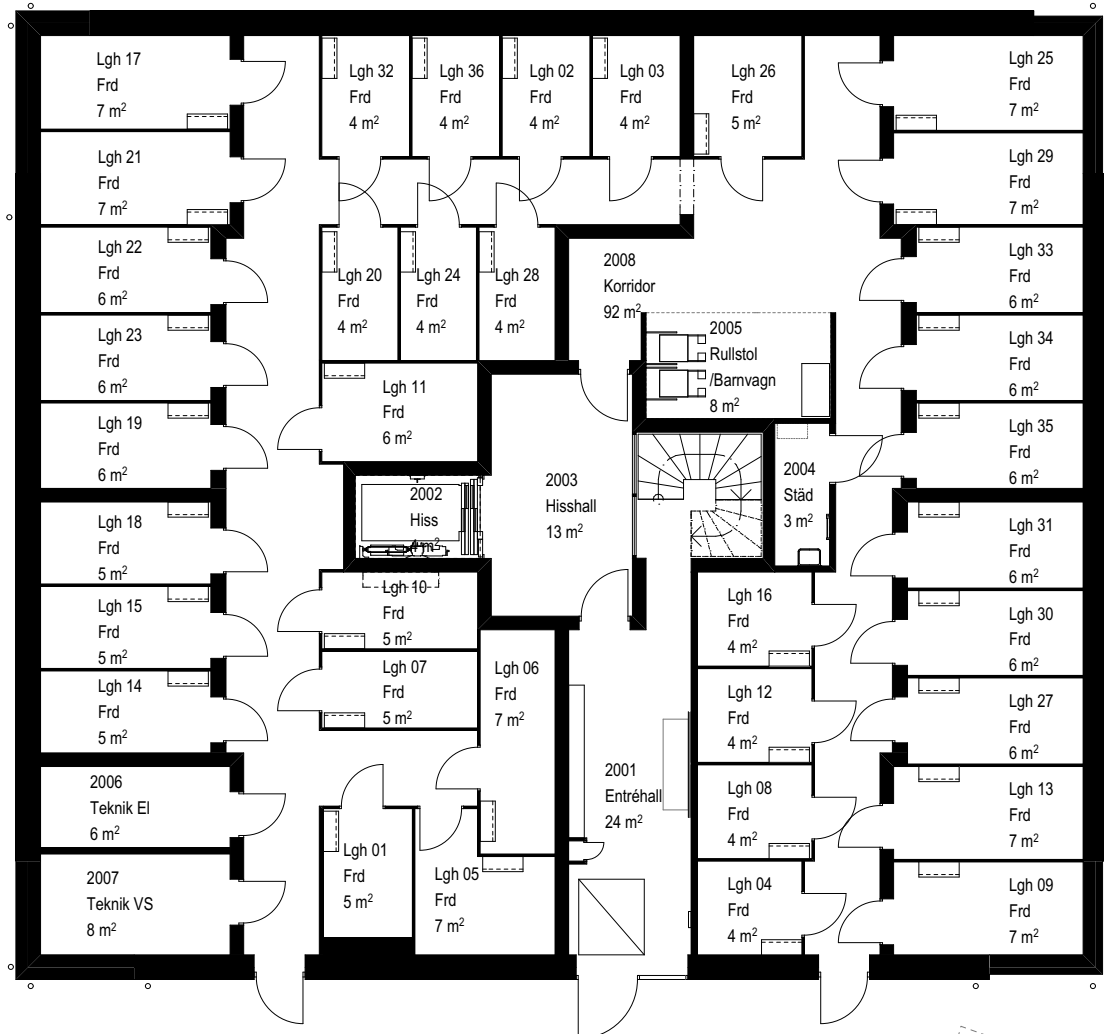 Lgh 17
Frd
7 m²
Lgh 32
Frd
4 m²
Lgh 36
Frd
4 m²
Lgh 02
Frd
4 m²
Lgh 03
Frd
4 m²
Lgh 26
Frd
5 m²
Lgh 25
Frd
7 m²
Lgh 21
Frd
7 m²
Lgh 29
Frd
7 m²
Lgh 22
Frd
6 m²
Lgh 20
Frd
4 m²
Lgh 24
Frd
4 m²
Lgh 28
Frd
4 m²
2008
Korridor
92 m²
Lgh 33
Frd
6 m²
Lgh 23
Frd
6 m²
2005
Rullstol
/Barnvagn
8 m²
Lgh 34
Frd
6 m²
Lgh 11
Frd
6 m²
Lgh 19
Frd
6 m²
Lgh 35
Frd
6 m²
2002
Hiss
4 m²
2003
Hisshall
13 m²
2004
Städ
3 m²
Lgh 18
Frd
5 m²
Lgh 31
Frd
6 m²
Lgh 15
Frd
5 m²
Lgh 10
Frd
5 m²
Lgh 16
Frd
4 m²
Lgh 30
Frd
6 m²
Lgh 14
Frd
5 m²
Lgh 07
Frd
5 m²
Lgh 06
Frd
7 m²
Lgh 12
Frd
4 m²
Lgh 27
Frd
6 m²
2006
Teknik El
6 m²
2001
Entréhall
24 m²
Lgh 08
Frd
4 m²
Lgh 13
Frd
7 m²
Lgh 01
Frd
5 m²
Lgh 05
Frd
7 m²
2007
Teknik VS
8 m²
Lgh 04
Frd
4 m²
Lgh 09
Frd
7 m²